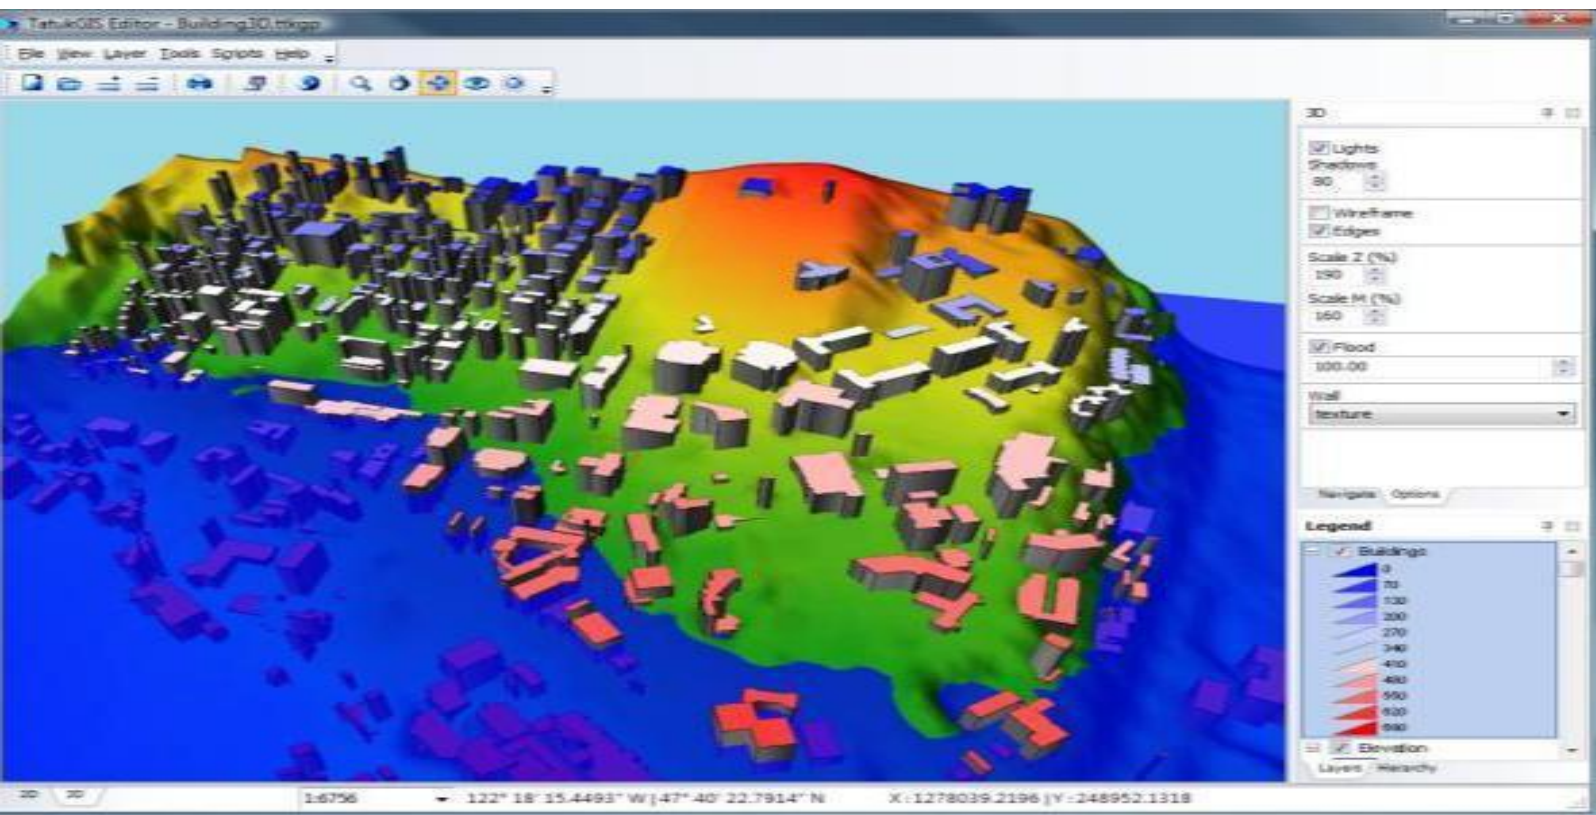 TatukGIS Editor - Building3D.ttkgp
File View Layer Tools Scripts Help
3D
Lights
Shadows
80
Wireframe
Edges
Scale Z (%)
190
Scale M (%)
160
Flood
100.00
Wall
texture
Navigate Options
Legend
Buildings
0
70
130
200
270
340
410
480
550
620
Elevation
Layers Hierarchy
2D 3D
1:6756
122° 18' 15.4493" W | 47° 40' 22.7914" N
X : 1278039.2196 | Y : 248952.1318